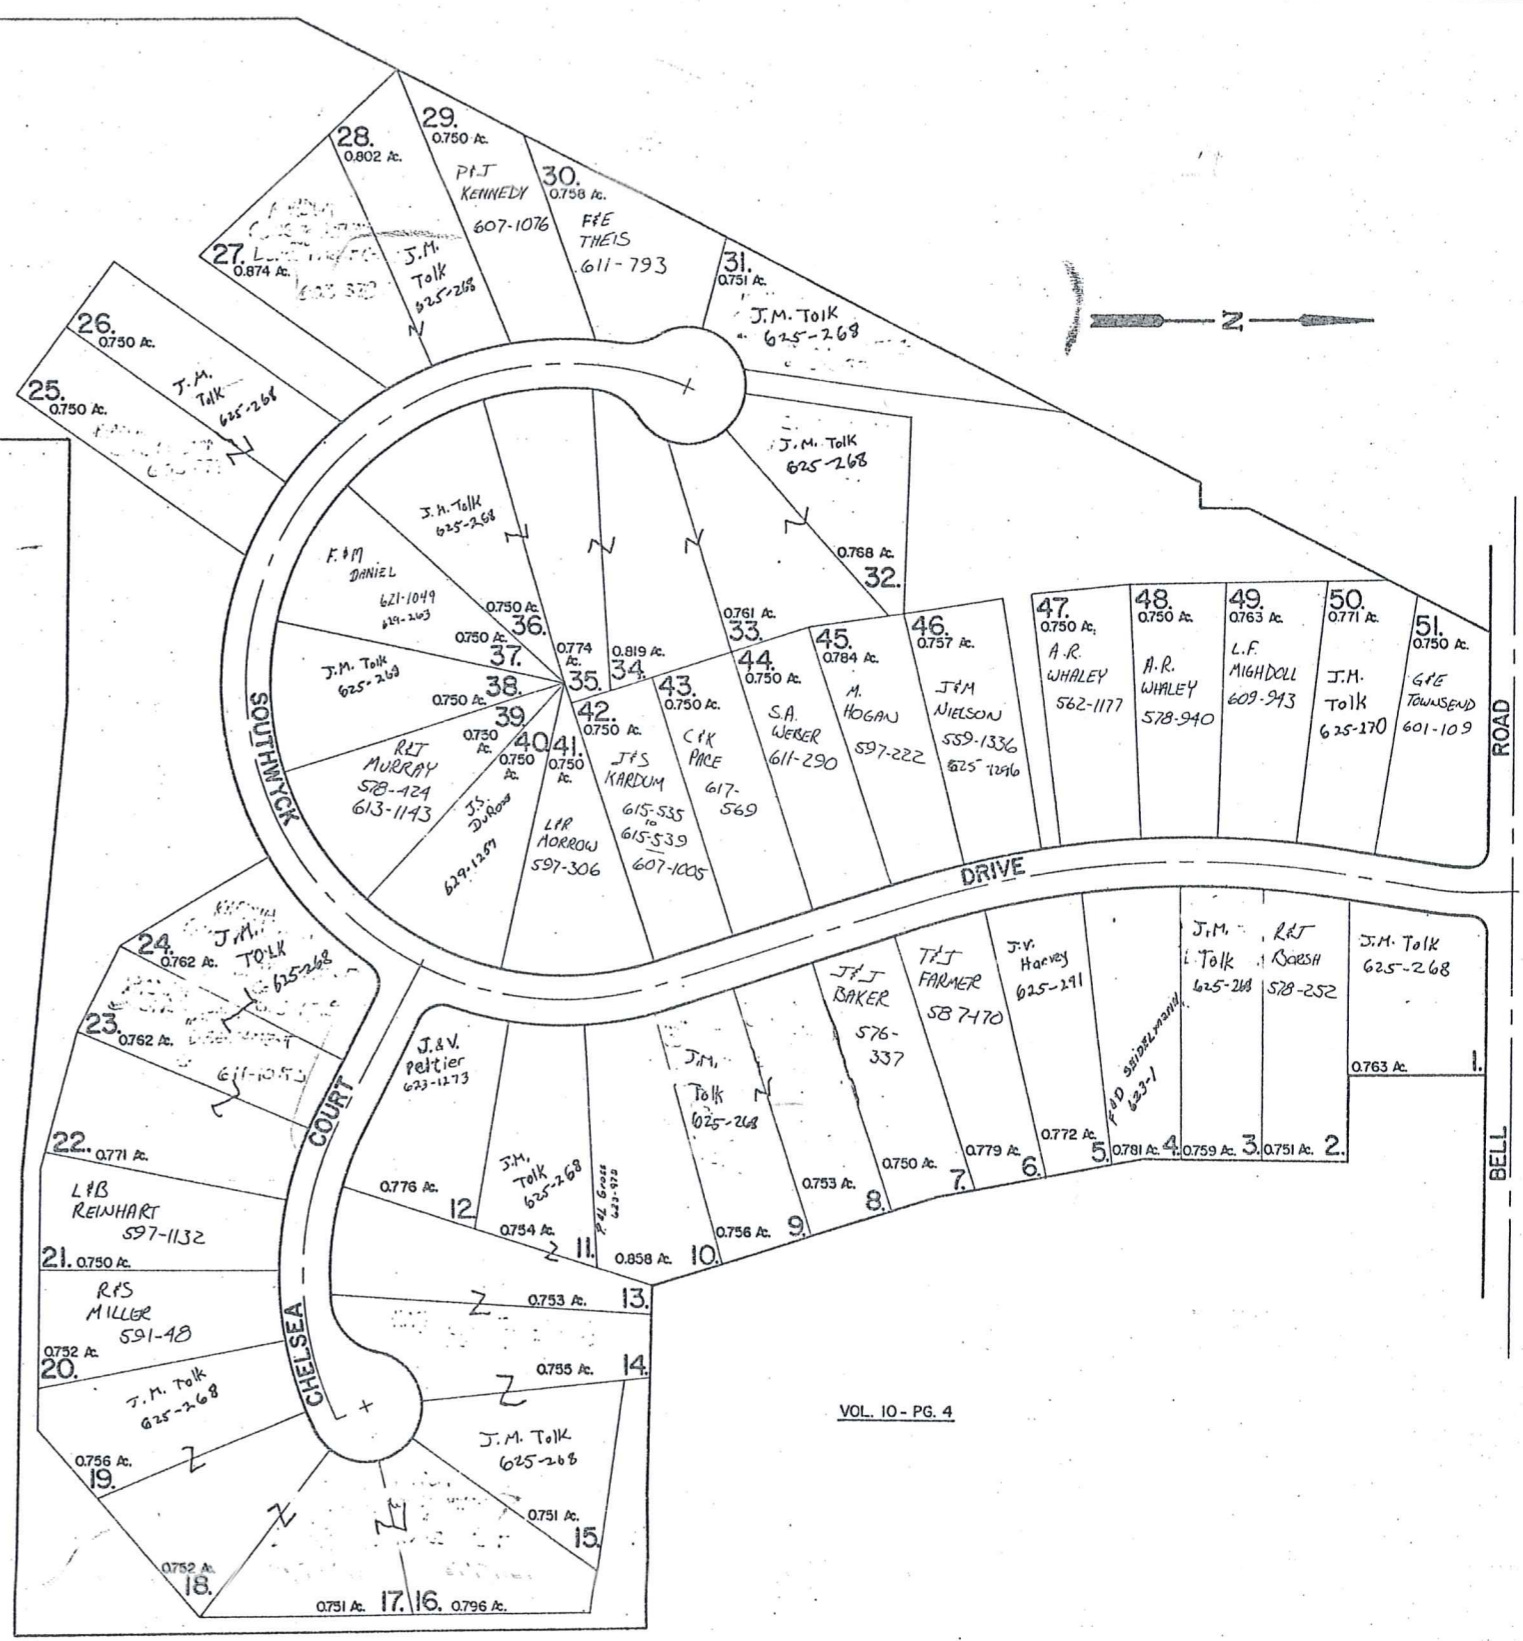 29.
0.750 Ac.
P&J
KENNEDY
607-1076
28.
0.802 Ac.
J.M.
Tolk
625-268
30.
0.758 Ac.
F&E
THEIS
611-793
27.
0.874 Ac.
31.
0.751 Ac.
J.M. Tolk
625-268
N
26.
0.750 Ac.
J.M.
Tolk
625-268
25.
0.750 Ac.
J.M. Tolk
625-268
0.768 Ac.
32.
J.M. Tolk
625-268
0.750 Ac.
36.
F.&M
DANIEL
621-1049
629-263
0.750 Ac.
37.
J.M. Tolk
625-268
0.750 Ac.
38.
0.774
Ac.
35.
0.819 Ac.
34.
0.761 Ac.
33.
39.
0.750
Ac.
R&J
MURRAY
578-424
613-1143
40.
0.750
Ac.
J.S.
DuRoss
629-1257
41.
0.750
Ac.
L&R
MORROW
597-306
42.
0.750 Ac.
J&S
KARDUM
615-535
to
615-539
607-1005
43.
0.750 Ac.
C&K
PACE
617-
569
44.
0.750 Ac.
S.A.
WEBER
611-290
45.
0.784 Ac.
M.
HOGAN
597-222
46.
0.757 Ac.
J&M
NIELSON
559-1336
625-1296
47.
0.750 Ac.
A.R.
WHALEY
562-1177
48.
0.750 Ac.
A.R.
WHALEY
578-940
49.
0.763 Ac.
L.F.
MIGHDOLL
609-943
50.
0.771 Ac.
J.M.
Tolk
625-270
51.
0.750 Ac.
G&E
TOWNSEND
601-109
ROAD
BELL
SOUTHWYCK
DRIVE
24.
0.762 Ac.
J.M.
TOLK
625-268
23.
0.762 Ac.
611-1053
22.
0.771 Ac.
L&B
REINHART
597-1132
21.
0.750 Ac.
R&S
MILLER
591-48
0.752 Ac.
20.
J.M. Tolk
625-268
0.756 Ac.
19.
0.752 Ac.
18.
0.751 Ac.
17.
16.
0.796 Ac.
COURT
CHELSEA
J.M. Tolk
625-268
0.751 Ac.
15.
0.755 Ac.
14.
0.753 Ac.
13.
J.&V.
Peltier
623-1273
0.776 Ac.
12.
J.M.
Tolk
625-268
0.754 Ac.
11.
Gross
0.858 Ac.
10.
J.M.
Tolk
625-268
0.756 Ac.
9.
0.753 Ac.
8.
J&J
BAKER
576-
337
0.750 Ac.
7.
T&J
FARMER
587-170
0.779 Ac.
6.
J.V.
Harvey
625-291
0.772 Ac.
5.
623-1
0.781 Ac.
4.
J.M.
Tolk
625-268
0.759 Ac.
3.
R&J
BORSH
578-252
0.751 Ac.
2.
J.M. Tolk
625-268
0.763 Ac.
1.
VOL. 10 - PG. 4